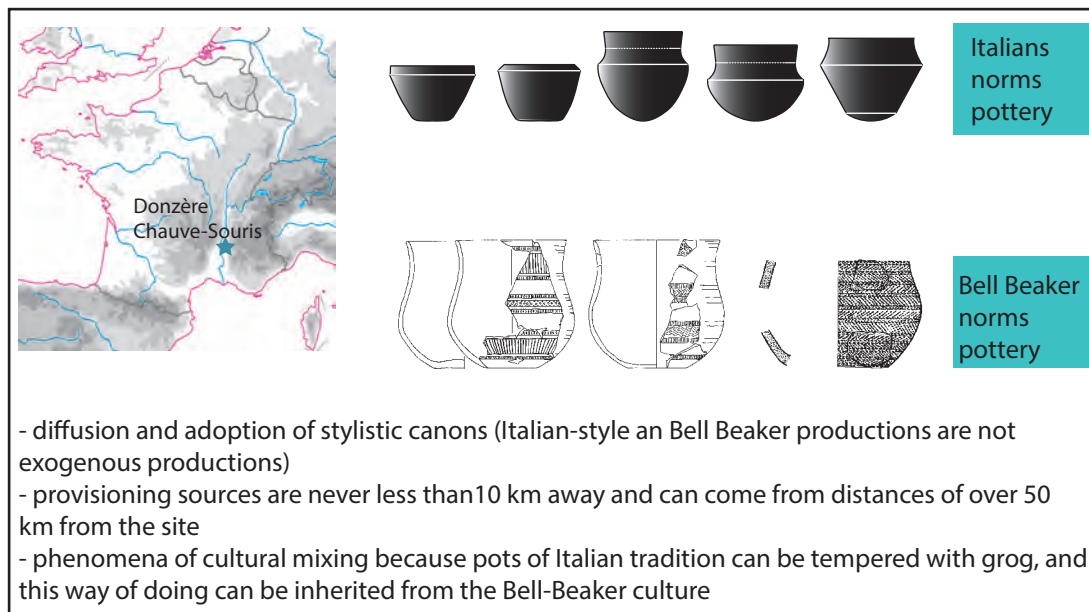 Italians
norms
pottery
Donzère
Chauve-Souris
Bell Beaker
norms
pottery
- diffusion and adoption of stylistic canons (Italian-style an Bell Beaker productions are not
exogenous productions)
- provisioning sources are never less than10 km away and can come from distances of over 50
km from the site
- phenomena of cultural mixing because pots of Italian tradition can be tempered with grog, and
this way of doing can be inherited from the Bell-Beaker culture